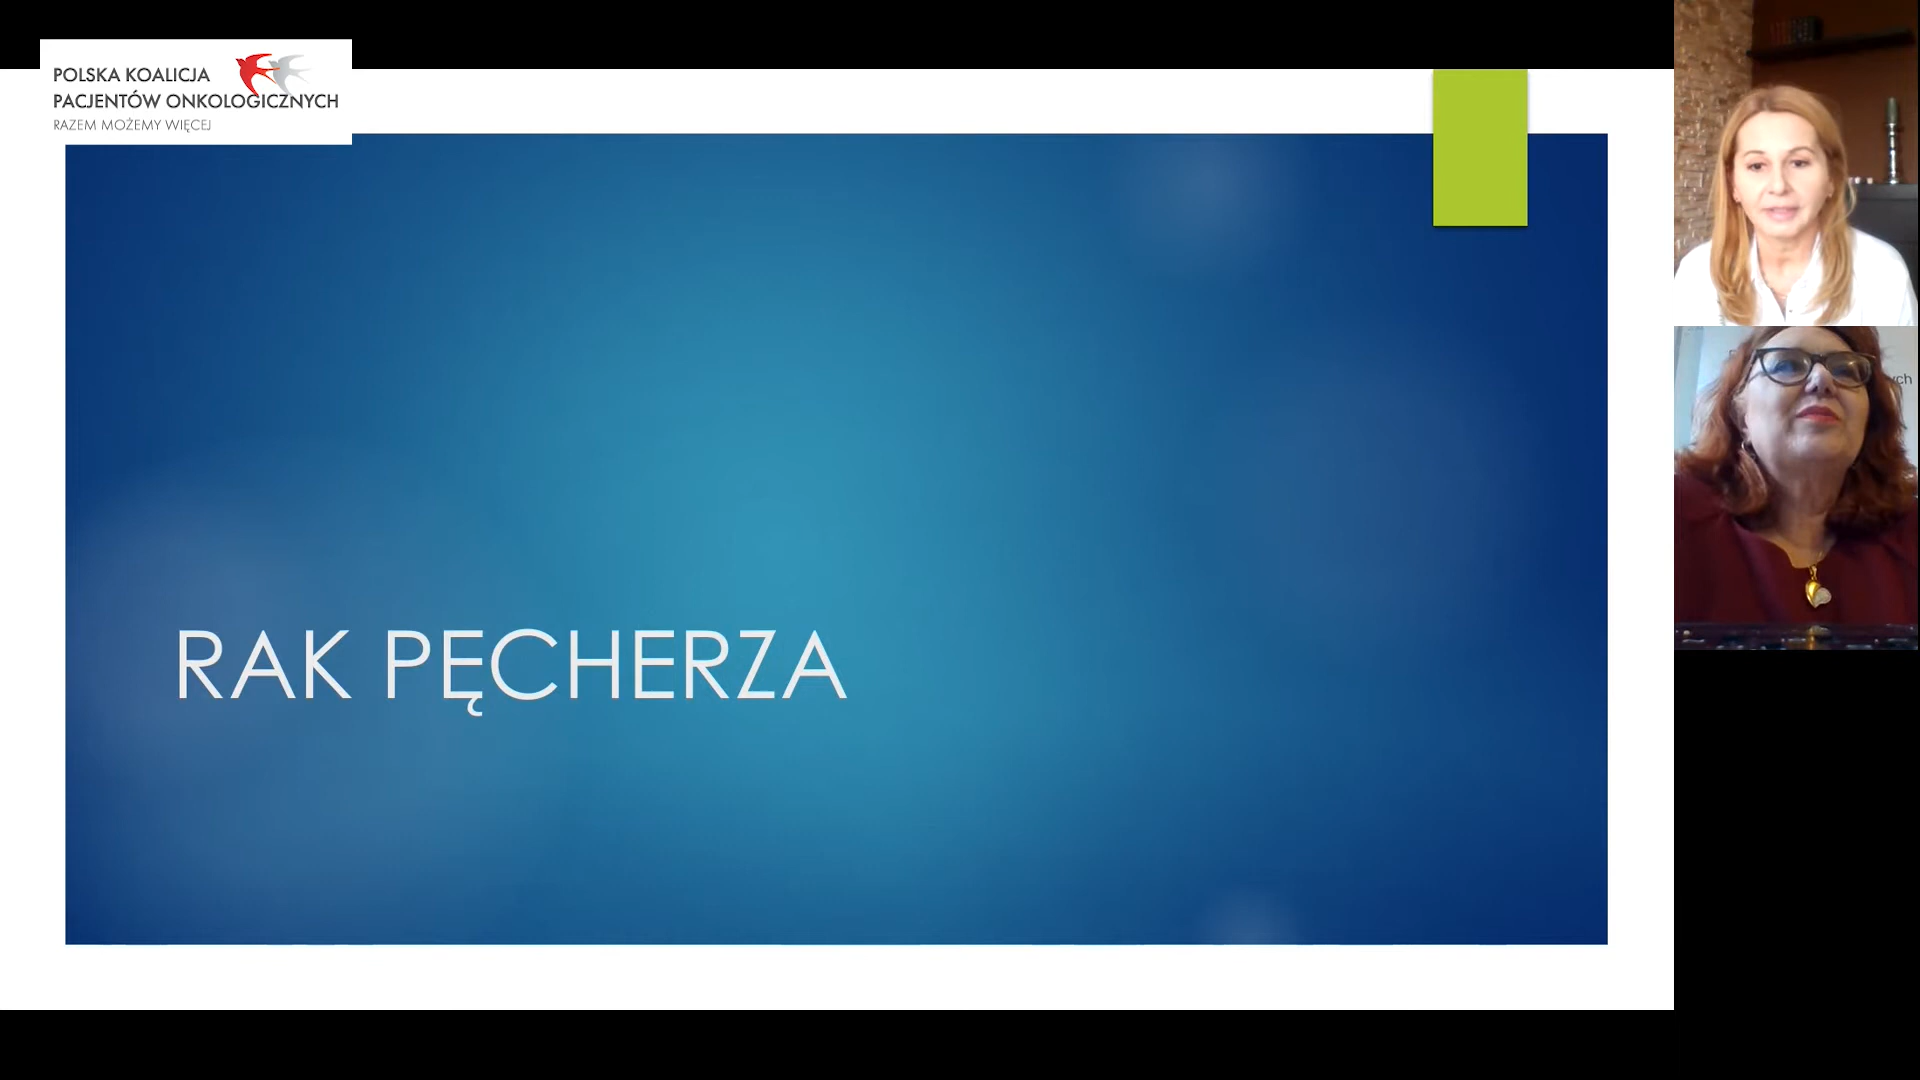 POLSKA KOALICJA
PACJENTÓW ONKOLOGICZNYCH
RAZEM MOŻEMY WIĘCEJ
RAK PĘCHERZA